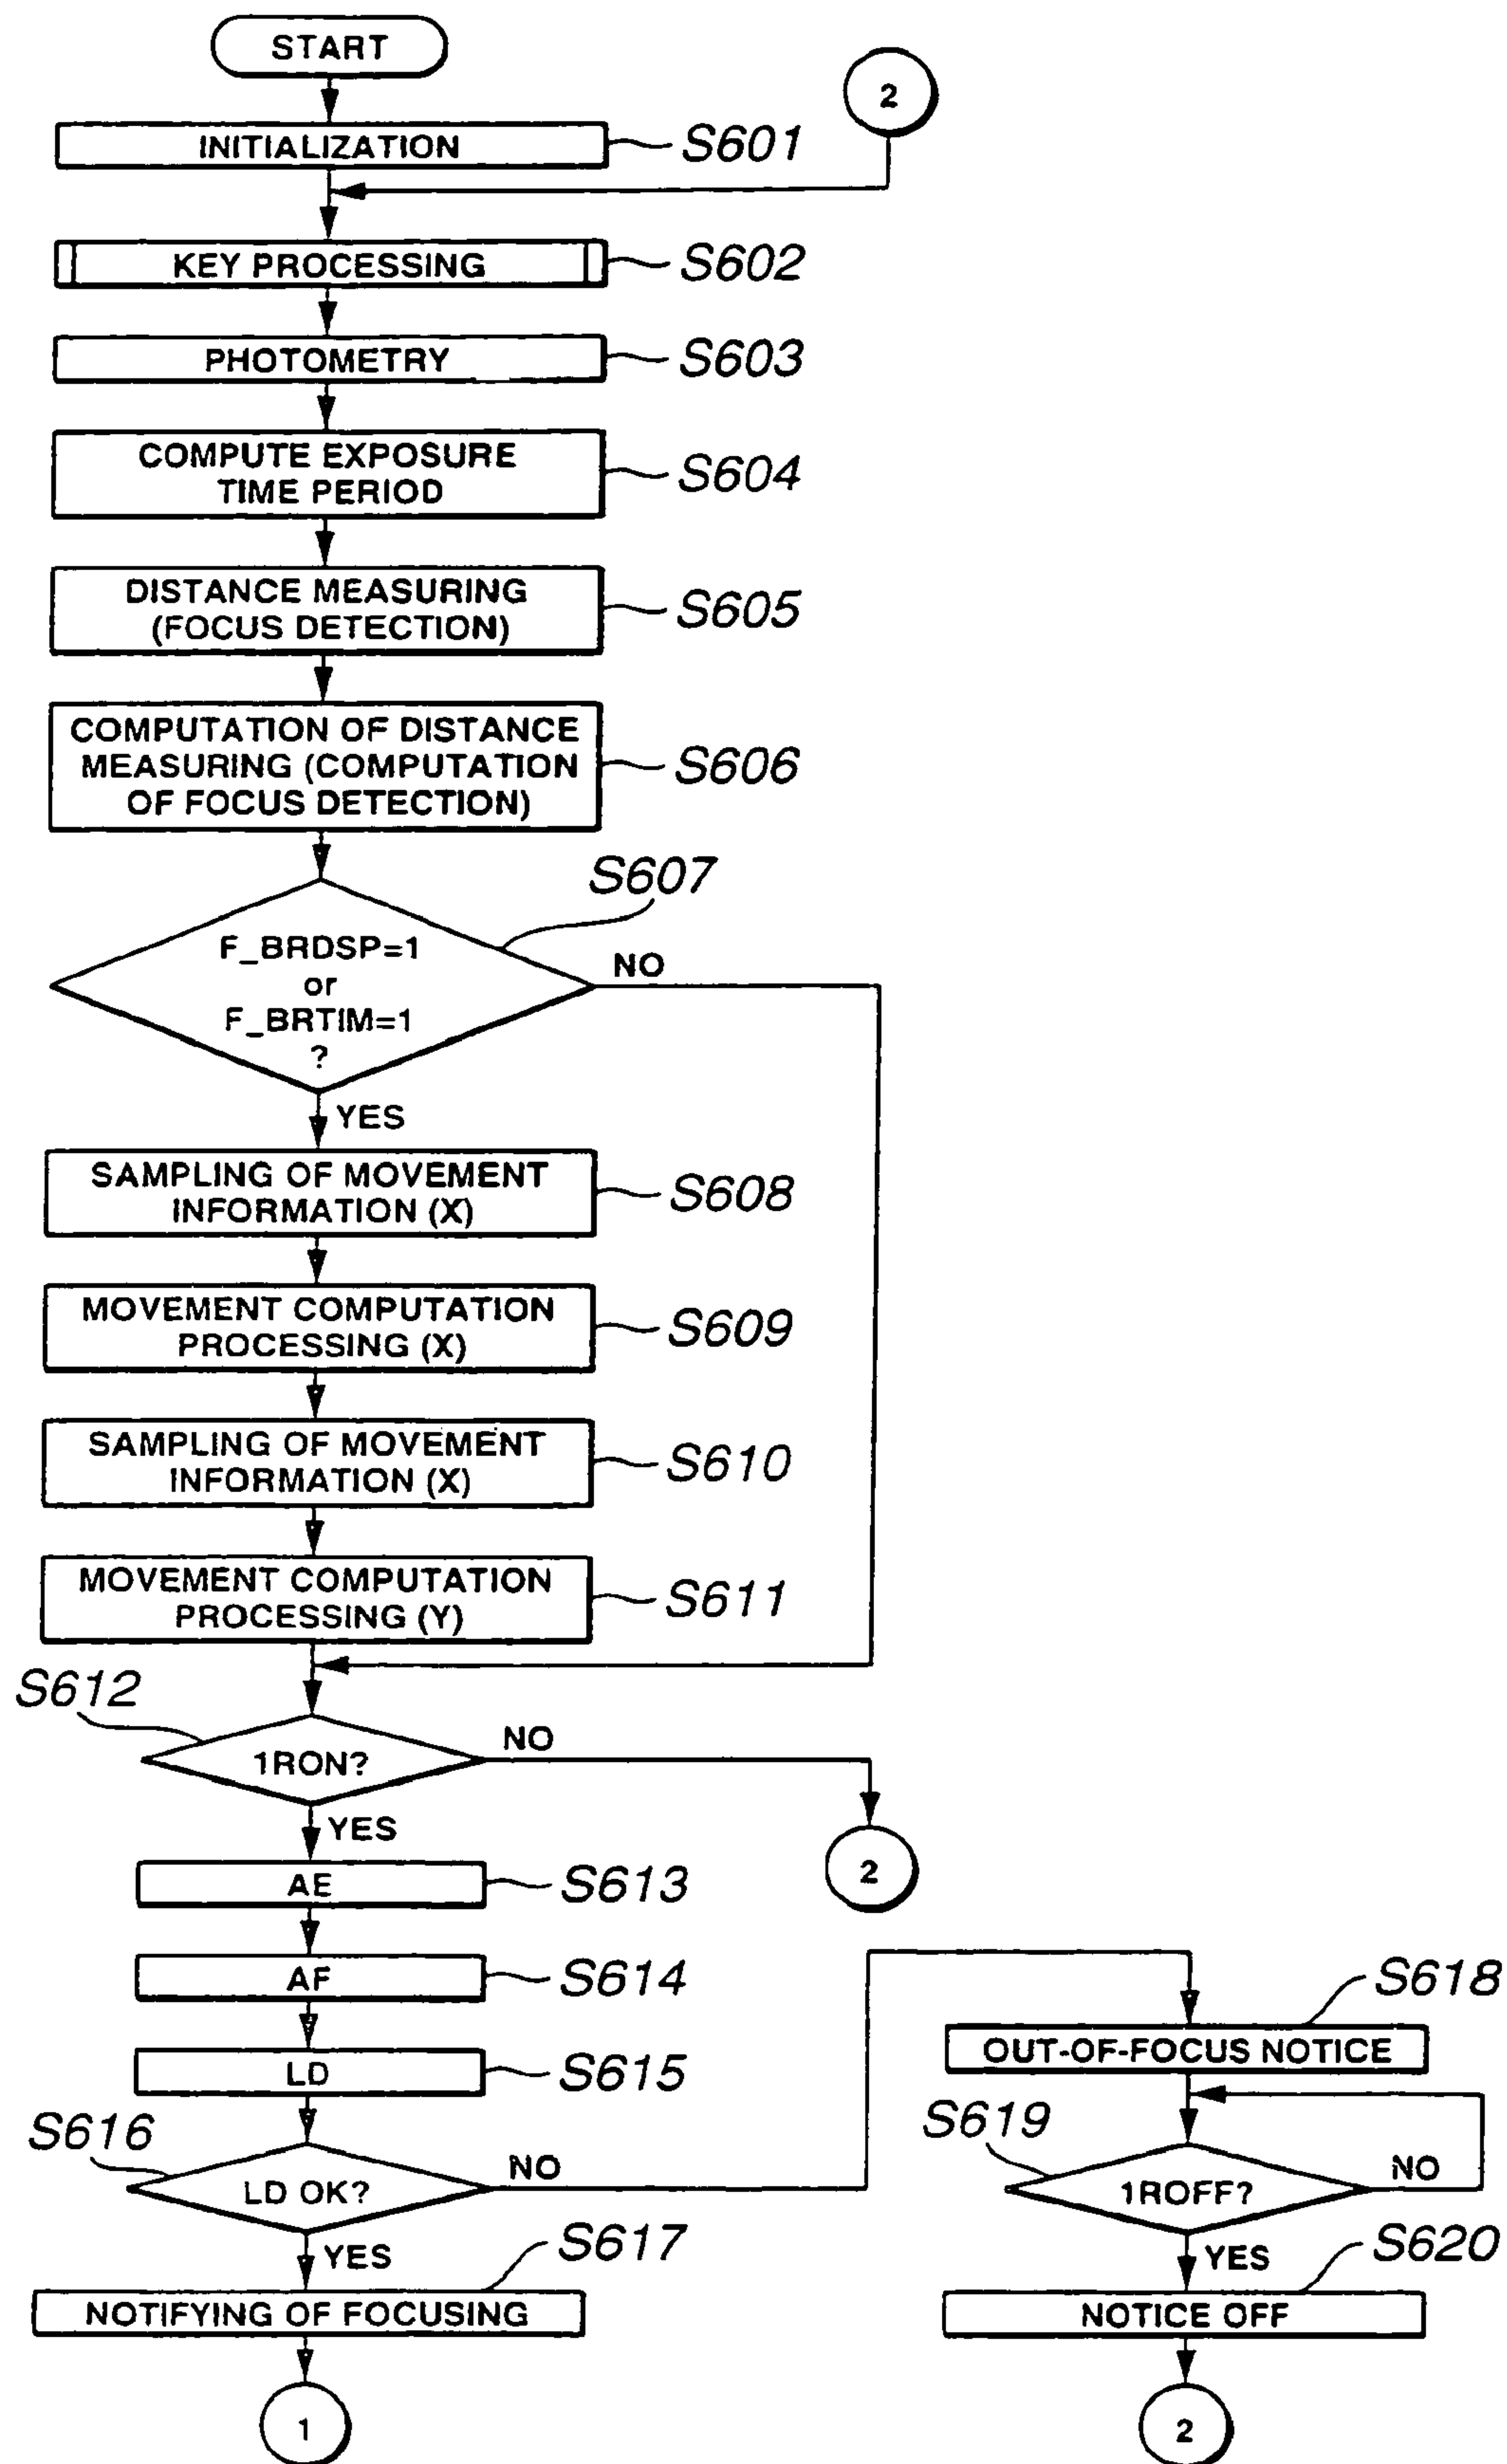 START
2
INITIALIZATION
S601
KEY PROCESSING
S602
PHOTOMETRY
S603
COMPUTE EXPOSURE
TIME PERIOD
S604
DISTANCE MEASURING
(FOCUS DETECTION)
S605
COMPUTATION OF DISTANCE
MEASURING (COMPUTATION
OF FOCUS DETECTION)
S606
S607
F_BRDSP=1
or
F_BRTIM=1
?
NO
YES
SAMPLING OF MOVEMENT
INFORMATION (X)
S608
MOVEMENT COMPUTATION
PROCESSING (X)
S609
SAMPLING OF MOVEMENT
INFORMATION (X)
S610
MOVEMENT COMPUTATION
PROCESSING (Y)
S611
S612
1RON?
NO
YES
2
AE
S613
AF
S614
LD
S615
S616
LD OK?
NO
YES
S617
NOTIFYING OF FOCUSING
1
S618
OUT-OF-FOCUS NOTICE
S619
1ROFF?
NO
YES
S620
NOTICE OFF
2